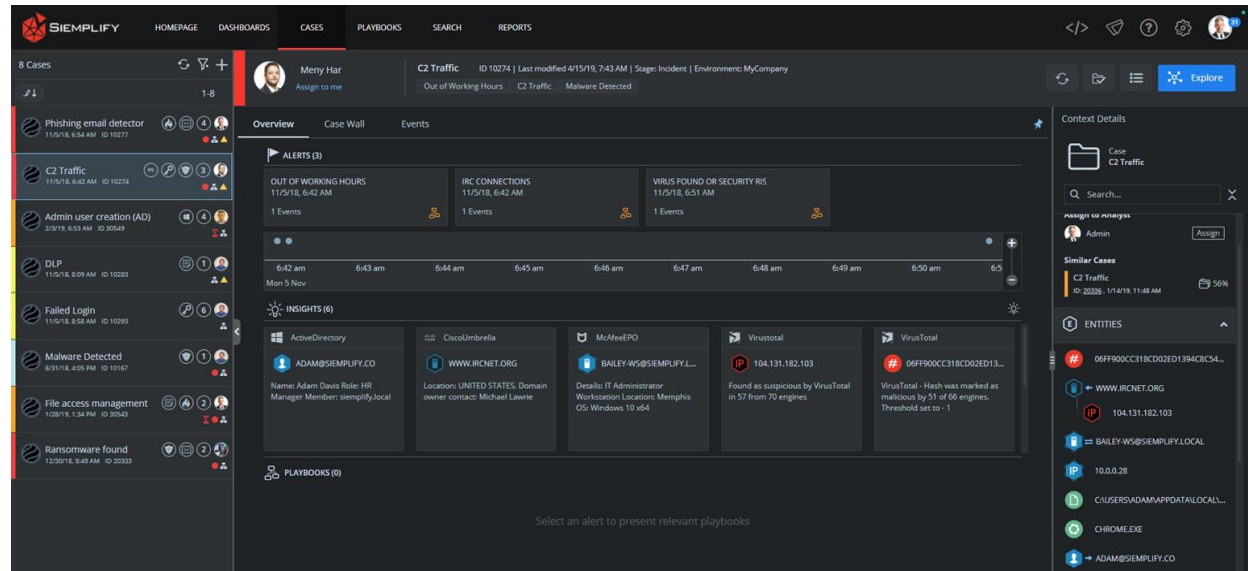 SIEMPLIFY
HOMEPAGE DASHBOARDS CASES PLAYBOOKS SEARCH REPORTS
</>
?
31
8 Cases
1-8
Phishing email detector
4
11/5/18, 6:54 AM ID 10277
C2 Traffic
3
11/5/18, 6:42 AM ID 10274
Admin user creation (AD)
4
2/3/19, 6:53 AM ID 30549
DLP
1
11/5/18, 8:09 AM ID 10283
Failed Login
6
11/5/18, 8:58 AM ID 10293
Malware Detected
1
8/31/18, 4:05 PM ID 10167
File access management
2
1/28/19, 1:34 PM ID 30543
Ransomware found
2
12/30/18, 8:49 AM ID 20333
Meny Har
Assign to me
C2 Traffic ID 10274 | Last modified 4/15/19, 7:43 AM | Stage: Incident | Environment: MyCompany
Out of Working Hours C2 Traffic Malware Detected
Explore
Overview Case Wall Events
ALERTS (3)
OUT OF WORKING HOURS
11/5/18, 6:42 AM
1 Events
IRC CONNECTIONS
11/5/18, 6:42 AM
1 Events
VIRUS FOUND OR SECURITY RIS
11/5/18, 6:51 AM
1 Events
6:42 am 6:43 am 6:44 am 6:45 am 6:46 am 6:47 am 6:48 am 6:49 am 6:50 am 6:5
Mon 5 Nov
INSIGHTS (6)
ActiveDirectory
ADAM@SIEMPLIFY.CO
Name: Adam Davis Role: HR
Manager Member: siemplify.local
CiscoUmbrella
WWW.IRCNET.ORG
Location: UNITED STATES. Domain
owner contact: Michael Lawrie
McAfeeEPO
BAILEY-WS@SIEMPLIFY.L...
Details: IT Administrator
Workstation Location: Memphis
OS: Windows 10 x64
Virustotal
IP 104.131.182.103
Found as suspicious by VirusTotal
in 57 from 70 engines
VirusTotal
# 06FF900CC318CD02ED13...
VirusTotal - Hash was marked as
malicious by 51 of 66 engines.
Threshold set to - 1
PLAYBOOKS (0)
Select an alert to present relevant playbooks
Context Details
Case
C2 Traffic
Search...
Assign to Analyst
Admin
Assign
Similar Cases
C2 Traffic
56%
ID: 20336 , 1/14/19, 11:48 AM
E ENTITIES
# 06FF900CC318CD02ED1394C8C54...
WWW.IRCNET.ORG
IP 104.131.182.103
BAILEY-WS@SIEMPLIFY.LOCAL
IP 10.0.0.28
C:\USERS\ADAM\APPDATA\LOCAL\...
CHROME.EXE
ADAM@SIEMPLIFY.CO